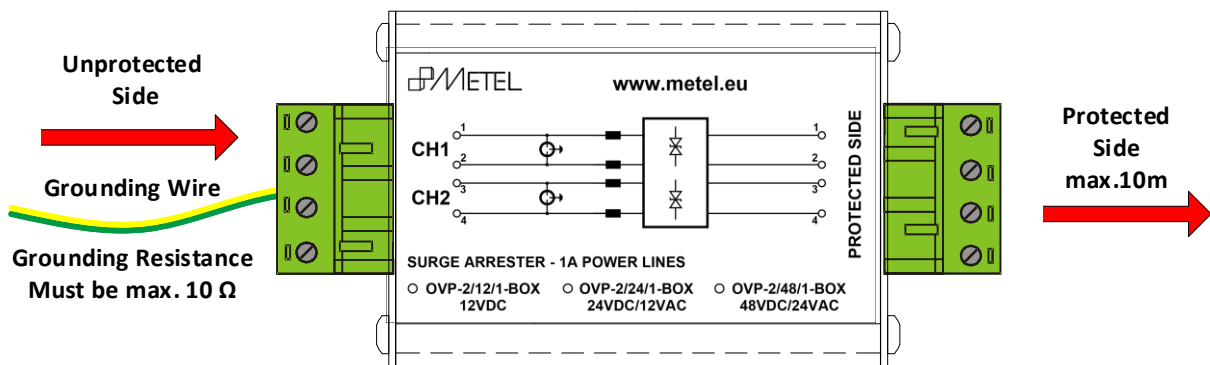 Unprotected
Side
Grounding Wire
Grounding Resistance
Must be max. 10 Ω
METEL
www.metel.eu
CH1
1
2
CH2
3
4
1
2
3
4
PROTECTED SIDE
SURGE ARRESTER - 1A POWER LINES
OVP-2/12/1-BOX
12VDC
OVP-2/24/1-BOX
24VDC/12VAC
OVP-2/48/1-BOX
48VDC/24VAC
Protected
Side
max.10m